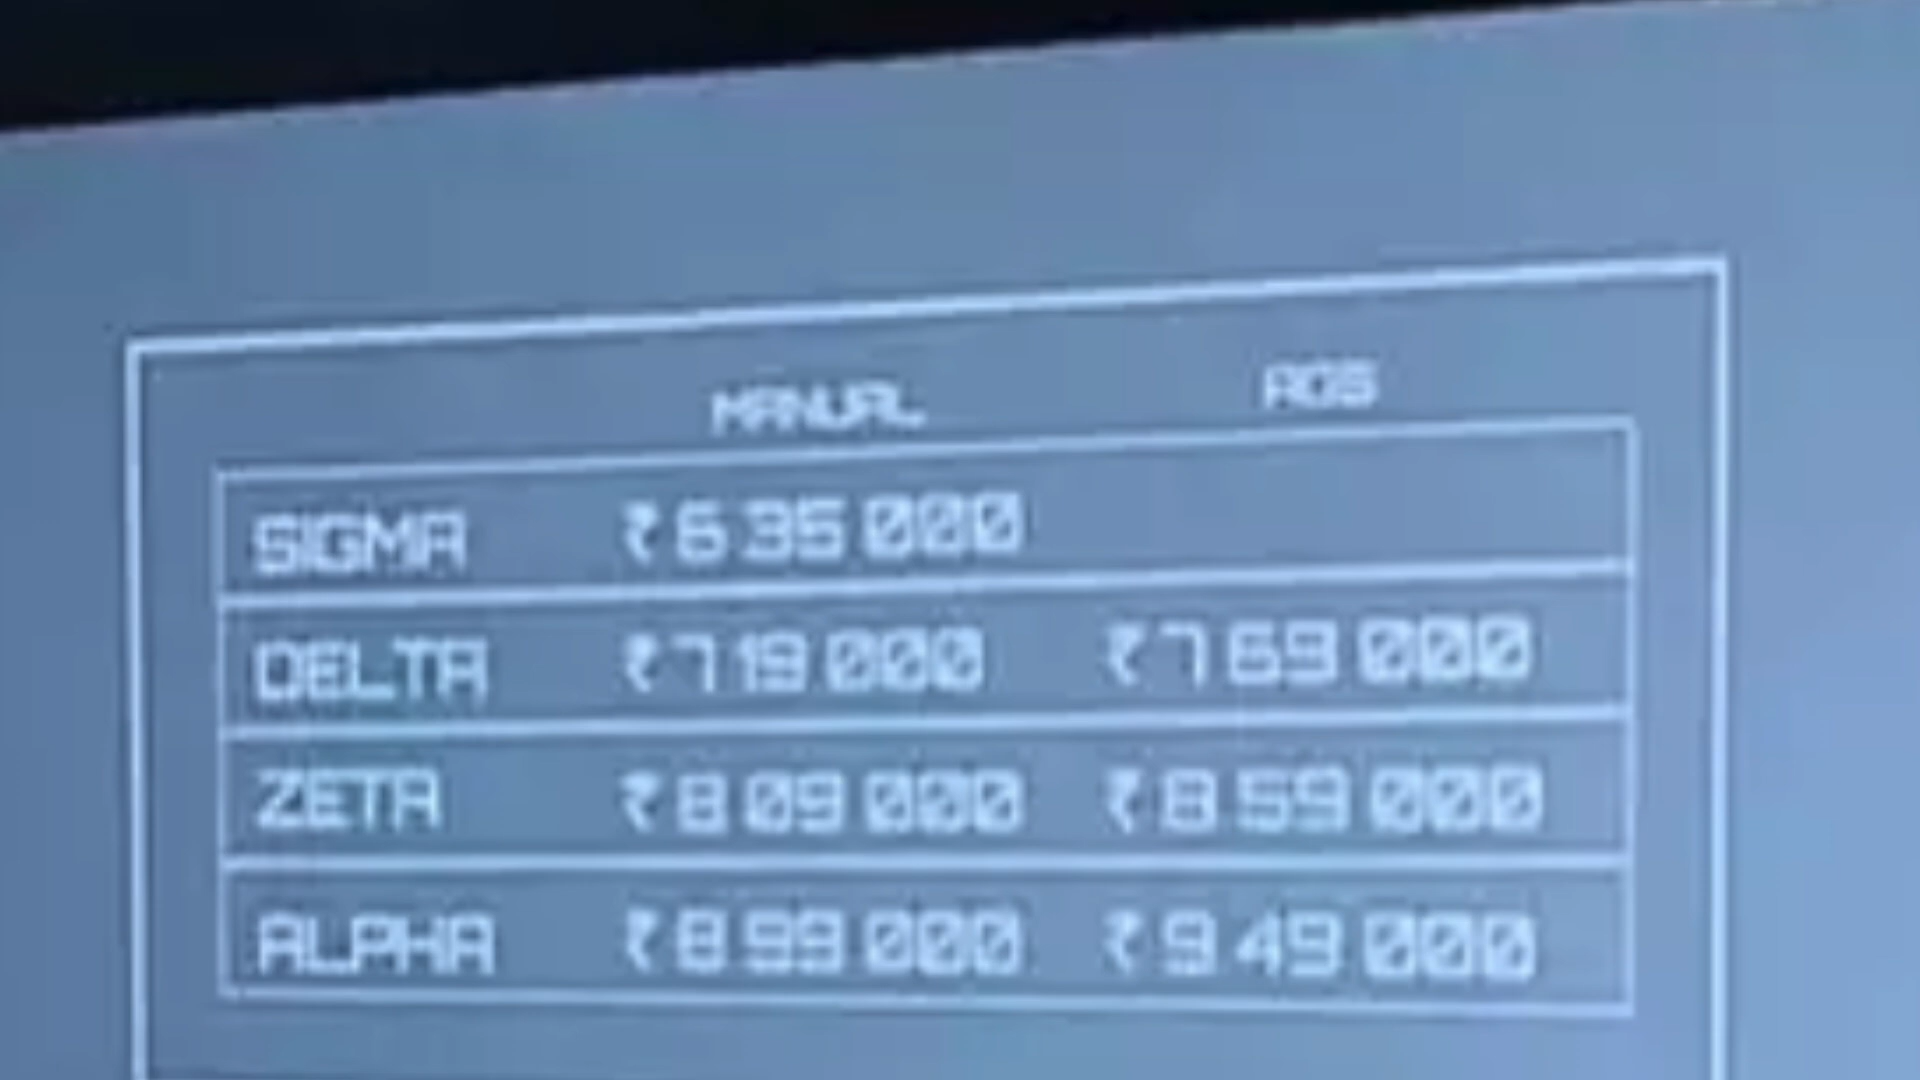 MANUAL AGS
SIGMA ₹ 6 35 000
DELTA ₹ 7 19 000 ₹ 7 69 000
ZETA ₹ 8 09 000 ₹ 8 59 000
ALPHA ₹ 8 99 000 ₹ 9 49 000